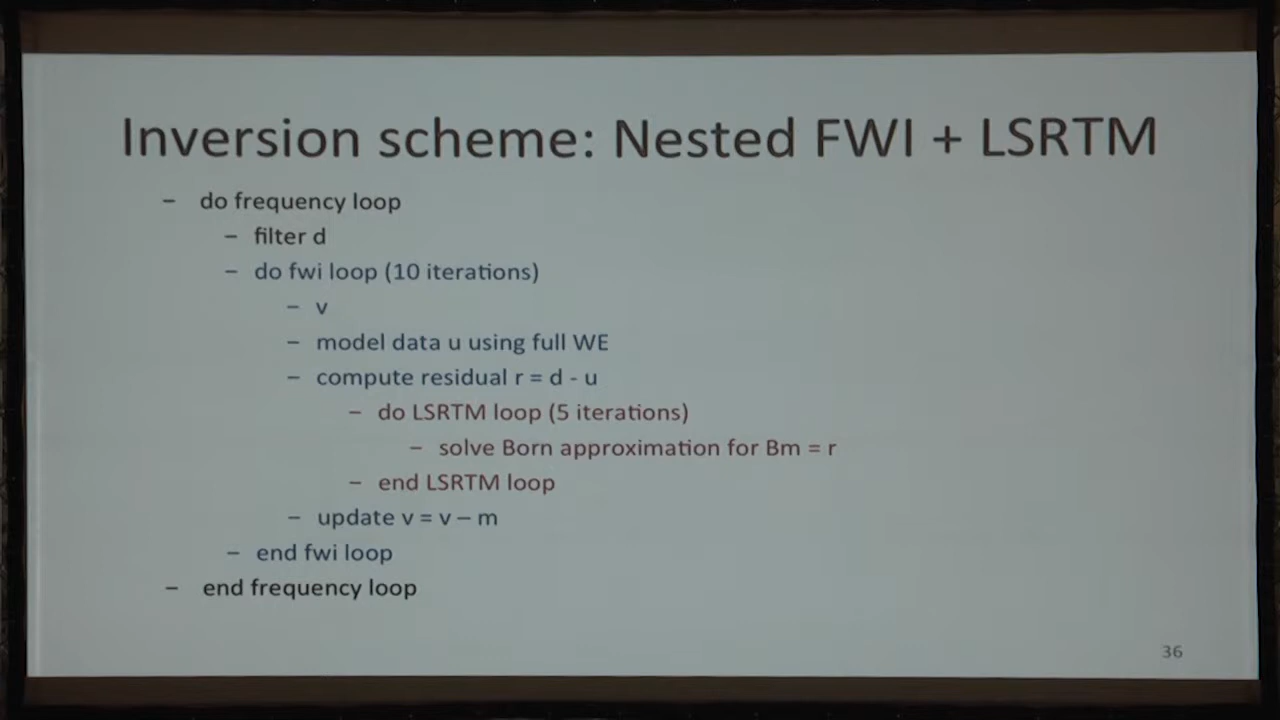 Inversion scheme: Nested FWI + LSRTM
– do frequency loop
– filter d
– do fwi loop (10 iterations)
– v
– model data u using full WE
– compute residual r = d - u
– do LSRTM loop (5 iterations)
– solve Born approximation for Bm = r
– end LSRTM loop
– update v = v – m
– end fwi loop
– end frequency loop
36